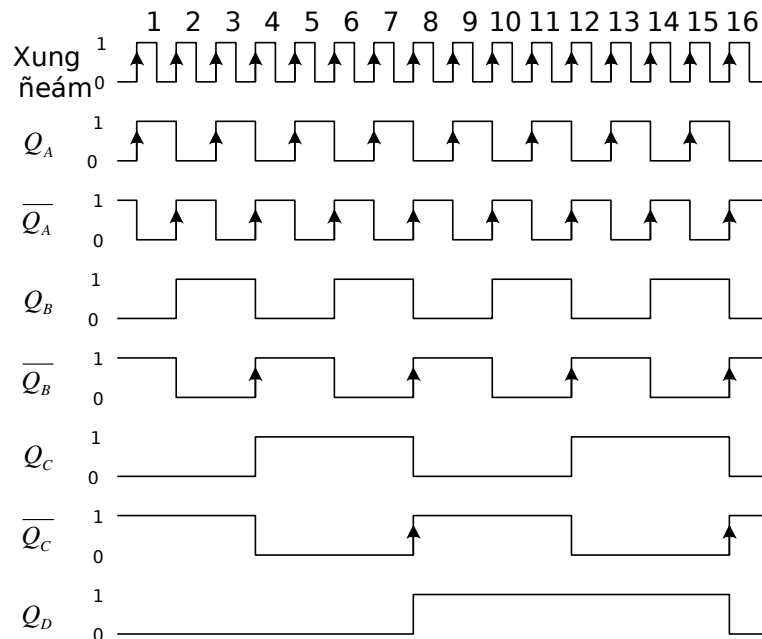 1 2 3 4 5 6 7 8 9 10 11 12 13 14 15 16
Xung
ñeám
1
0
Q_A
1
0
\overline{Q_A}
1
0
Q_B
1
0
\overline{Q_B}
1
0
Q_C
1
0
\overline{Q_C}
1
0
Q_D
1
0